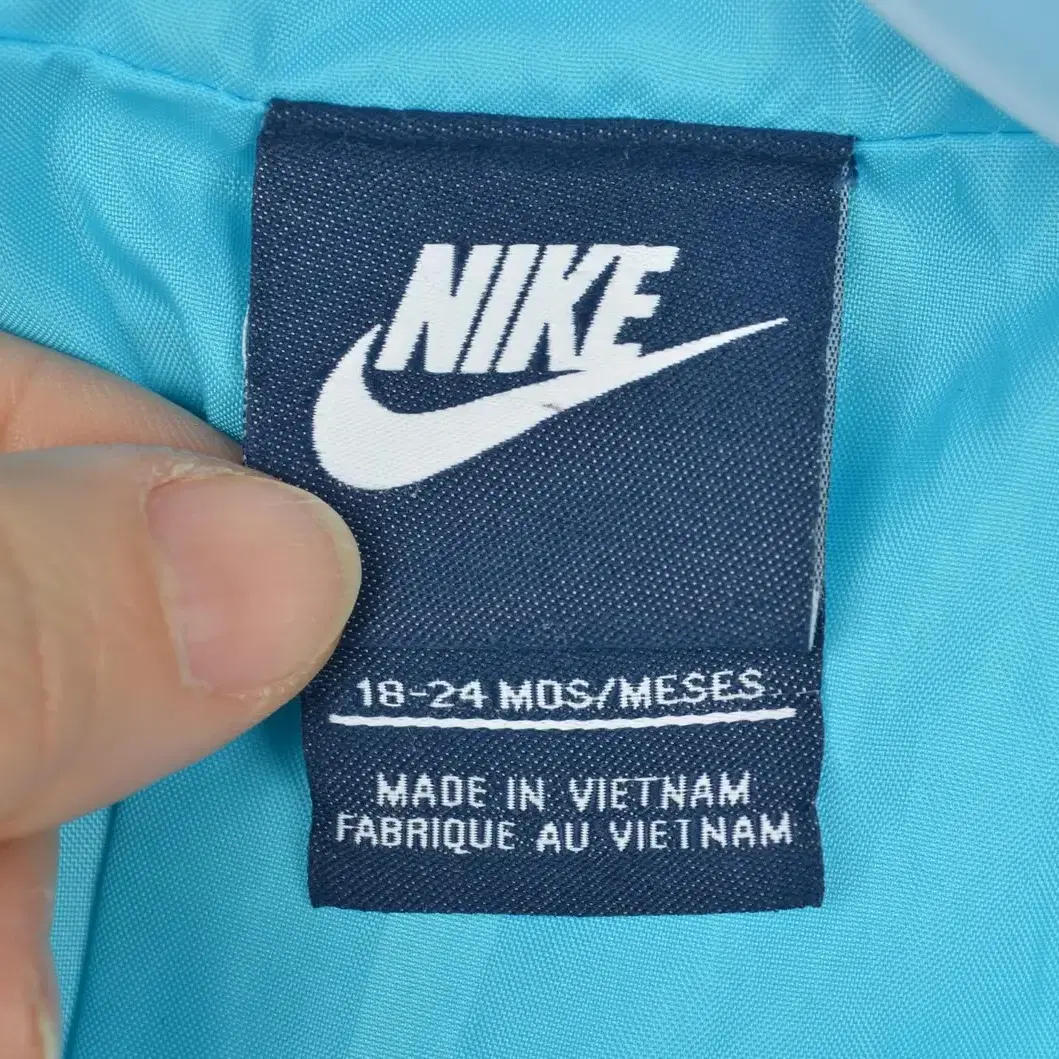 NIKE
18-24 MOS/MESES
MADE IN VIETNAM
FABRIQUE AU VIETNAM